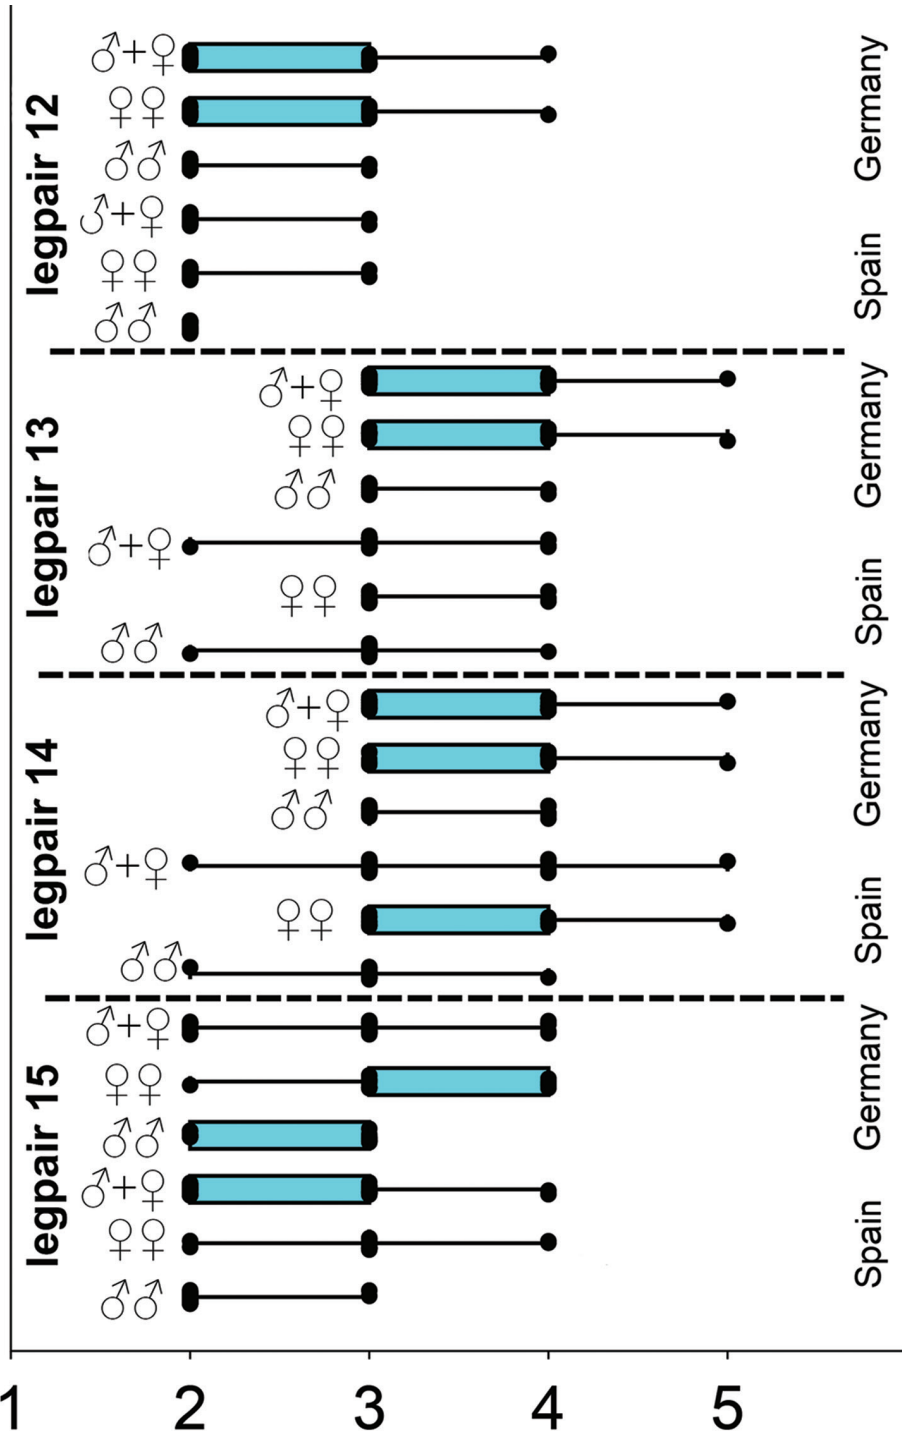 legpair 12
♂+♀
♀♀
♂♂
Germany
♂+♀
♀♀
♂♂
Spain
legpair 13
♂+♀
♀♀
♂♂
Germany
♂+♀
♀♀
♂♂
Spain
legpair 14
♂+♀
♀♀
♂♂
Germany
♂+♀
♀♀
♂♂
Spain
legpair 15
♂+♀
♀♀
♂♂
Germany
♂+♀
♀♀
♂♂
Spain
1 2 3 4 5